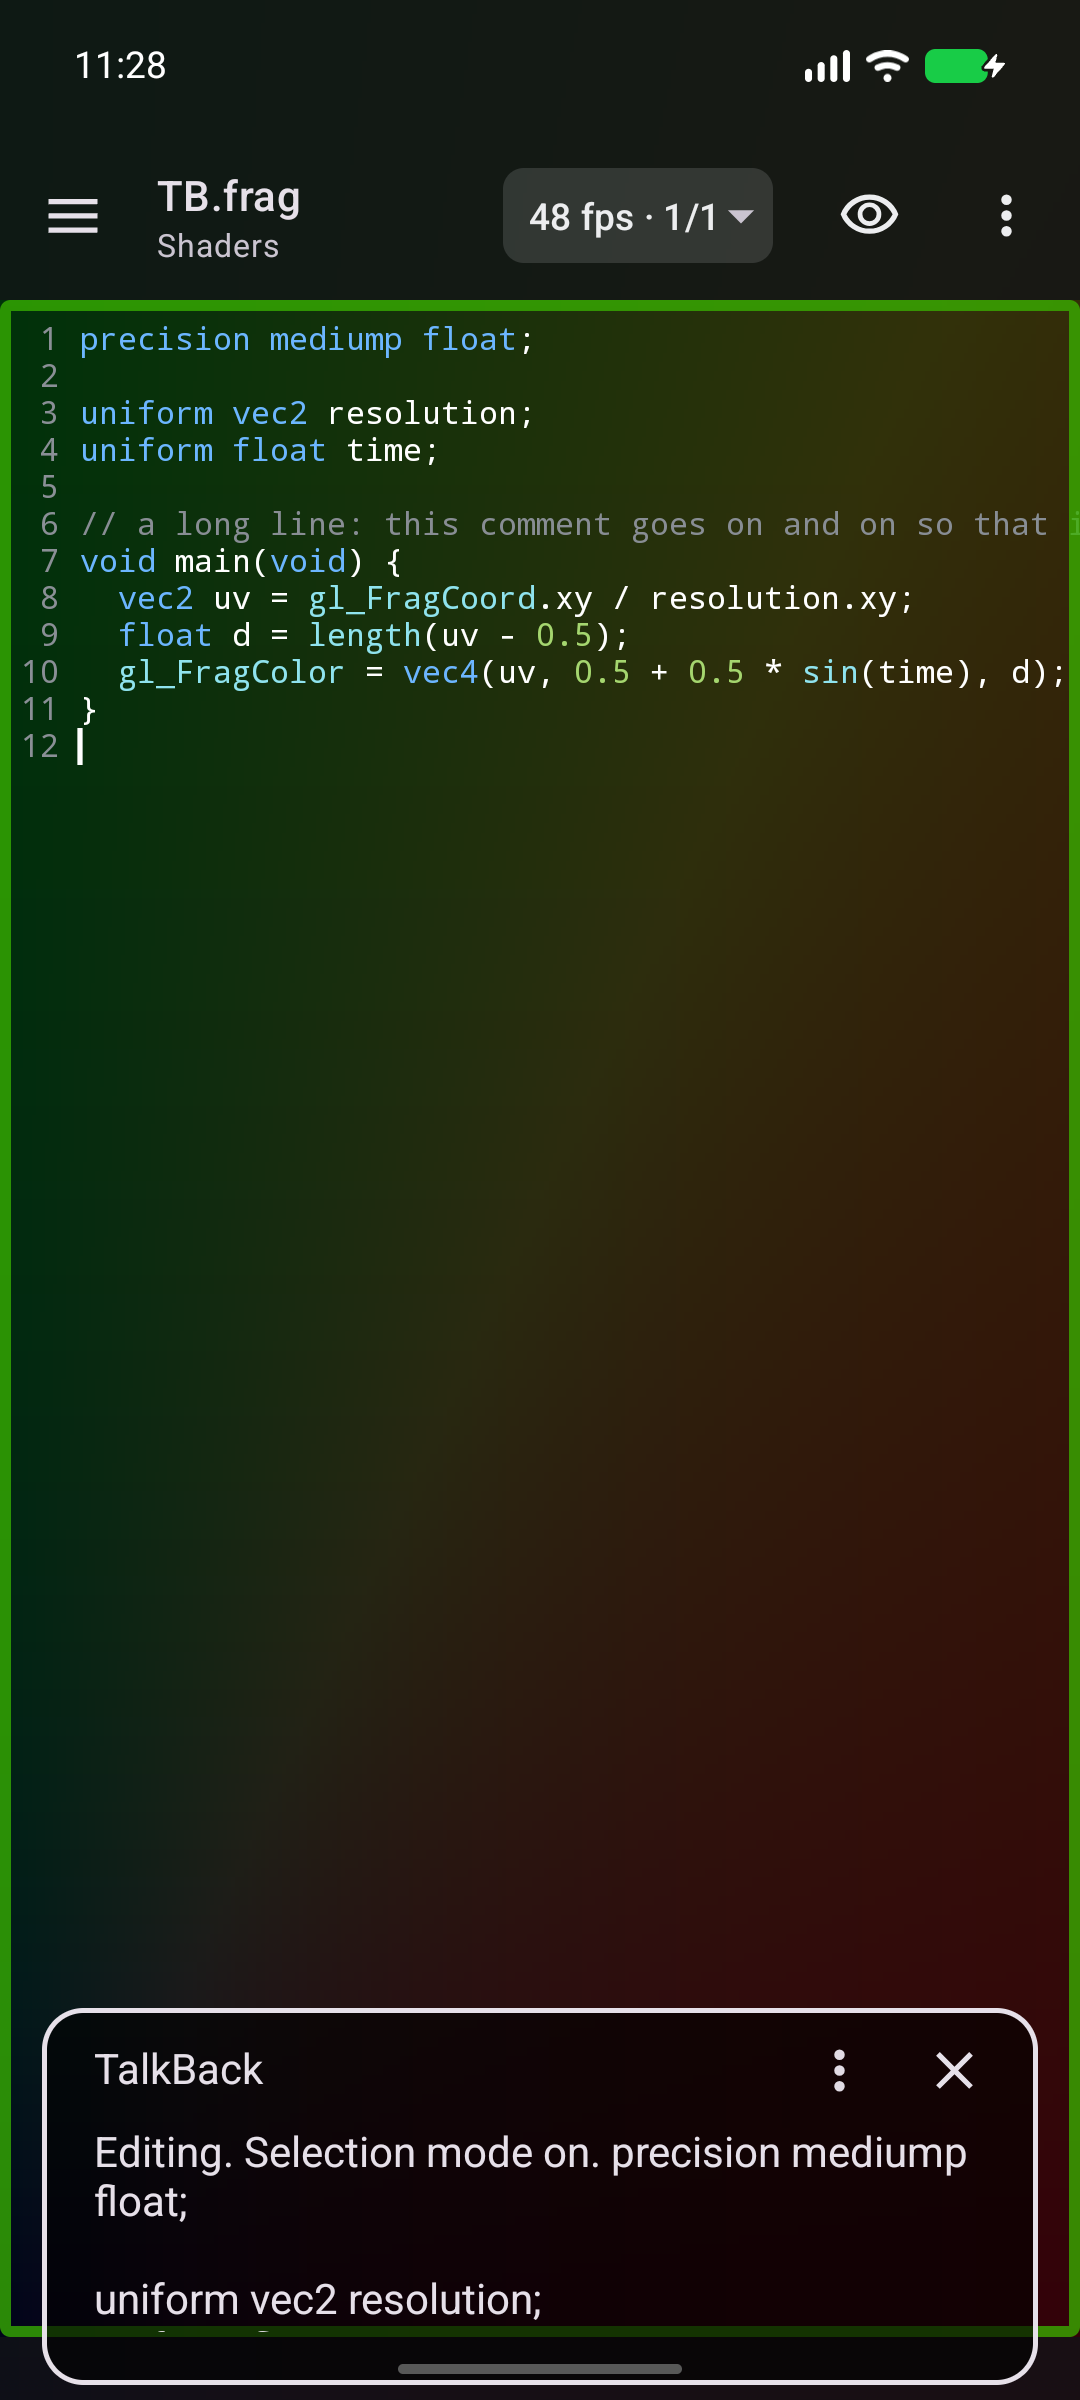 11:28
TB.frag
Shaders
48 fps · 1/1
1 precision mediump float;
2
3 uniform vec2 resolution;
4 uniform float time;
5
6 // a long line: this comment goes on and on so that
7 void main(void) {
8   vec2 uv = gl_FragCoord.xy / resolution.xy;
9   float d = length(uv - 0.5);
10   gl_FragColor = vec4(uv, 0.5 + 0.5 * sin(time), d);
11 }
12
TalkBack
Editing. Selection mode on. precision mediump
float;
uniform vec2 resolution;